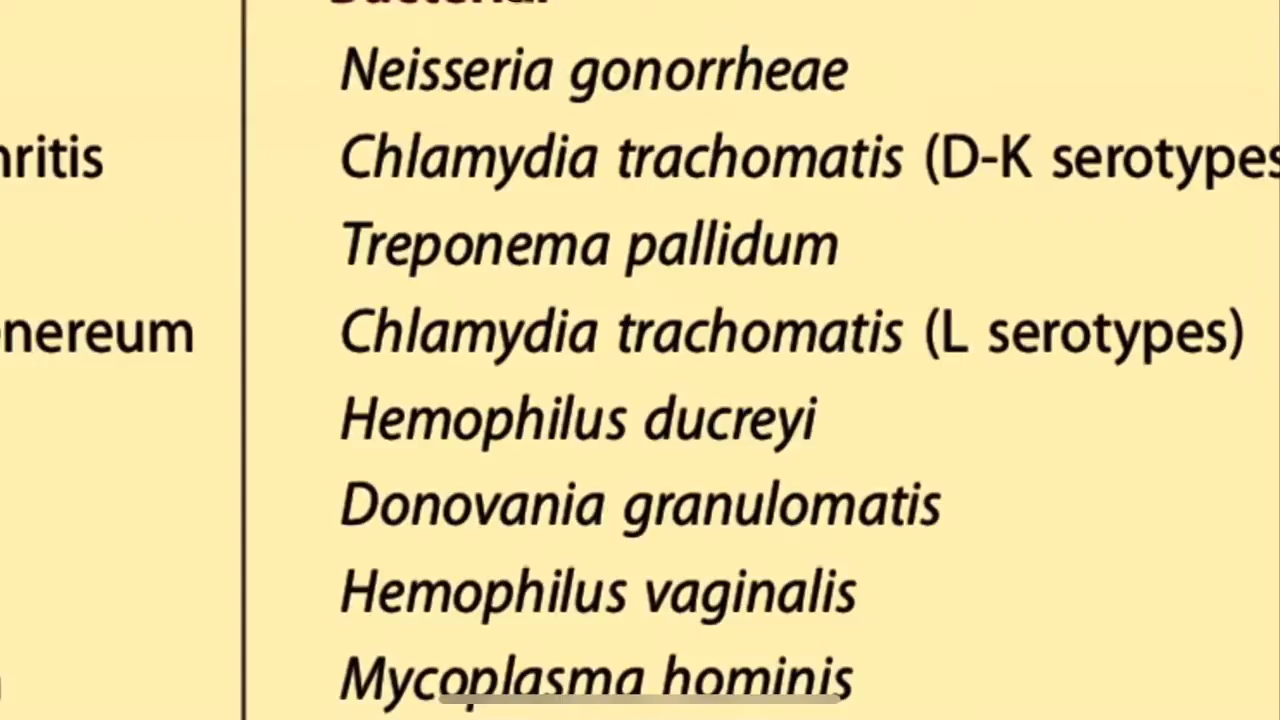 Neisseria gonorrheae
hritis Chlamydia trachomatis (D-K serotypes
Treponema pallidum
nereum Chlamydia trachomatis (L serotypes)
Hemophilus ducreyi
Donovania granulomatis
Hemophilus vaginalis
Mycoplasma hominis